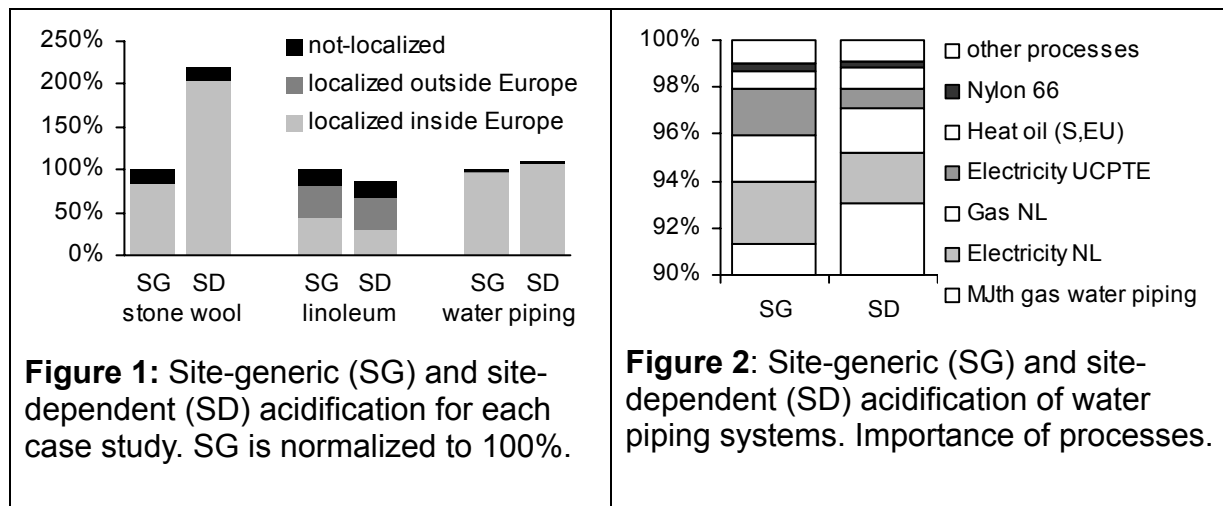 250%
200%
150%
100%
50%
0%
not-localized
localized outside Europe
localized inside Europe
SG SD SG SD SG SD
stone wool linoleum water piping
Figure 1: Site-generic (SG) and site-
dependent (SD) acidification for each
case study. SG is normalized to 100%.
100%
98%
96%
94%
92%
90%
SG SD
other processes
Nylon 66
Heat oil (S,EU)
Electricity UCPTE
Gas NL
Electricity NL
MJth gas water piping
Figure 2: Site-generic (SG) and site-
dependent (SD) acidification of water
piping systems. Importance of processes.